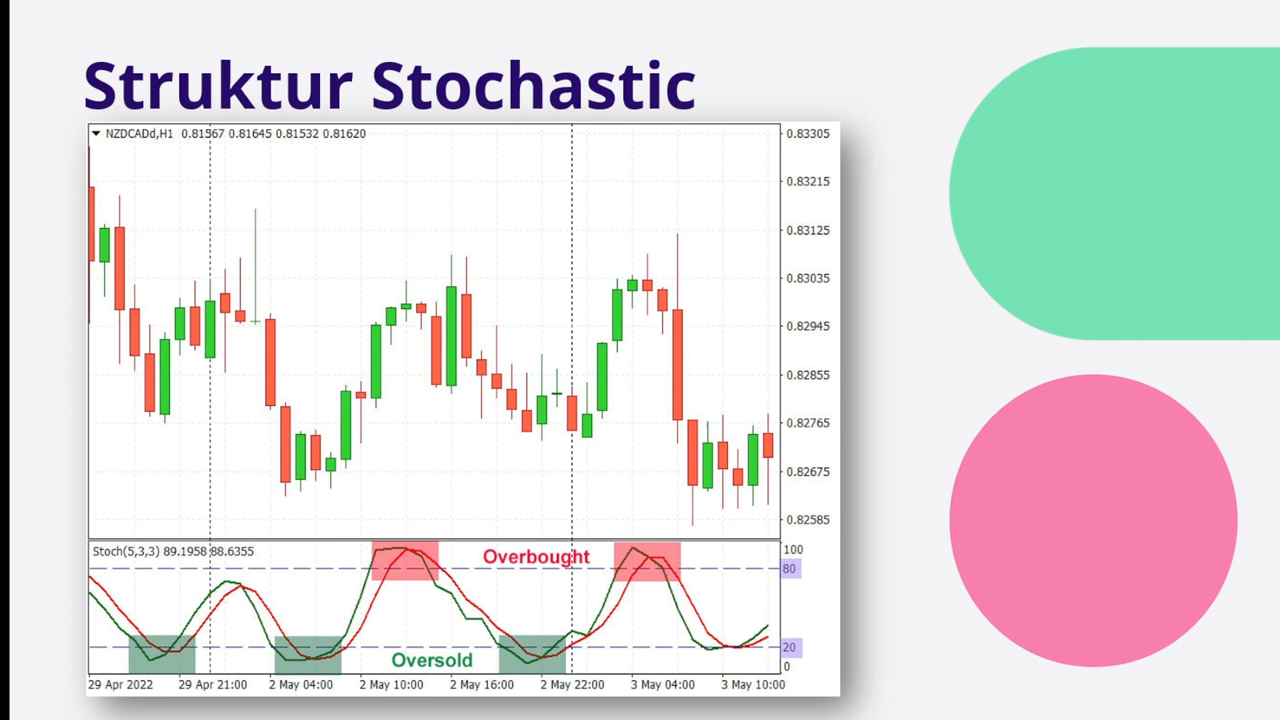 Struktur Stochastic
NZDCADd,H1 0.81567 0.81645 0.81532 0.81620
0.83305
0.83215
0.83125
0.83035
0.82945
0.82855
0.82765
0.82675
0.82585
Stoch(5,3,3) 89.1958 88.6355
Overbought
100
80
Oversold
20
0
29 Apr 2022 29 Apr 21:00 2 May 04:00 2 May 10:00 2 May 16:00 2 May 22:00 3 May 04:00 3 May 10:00